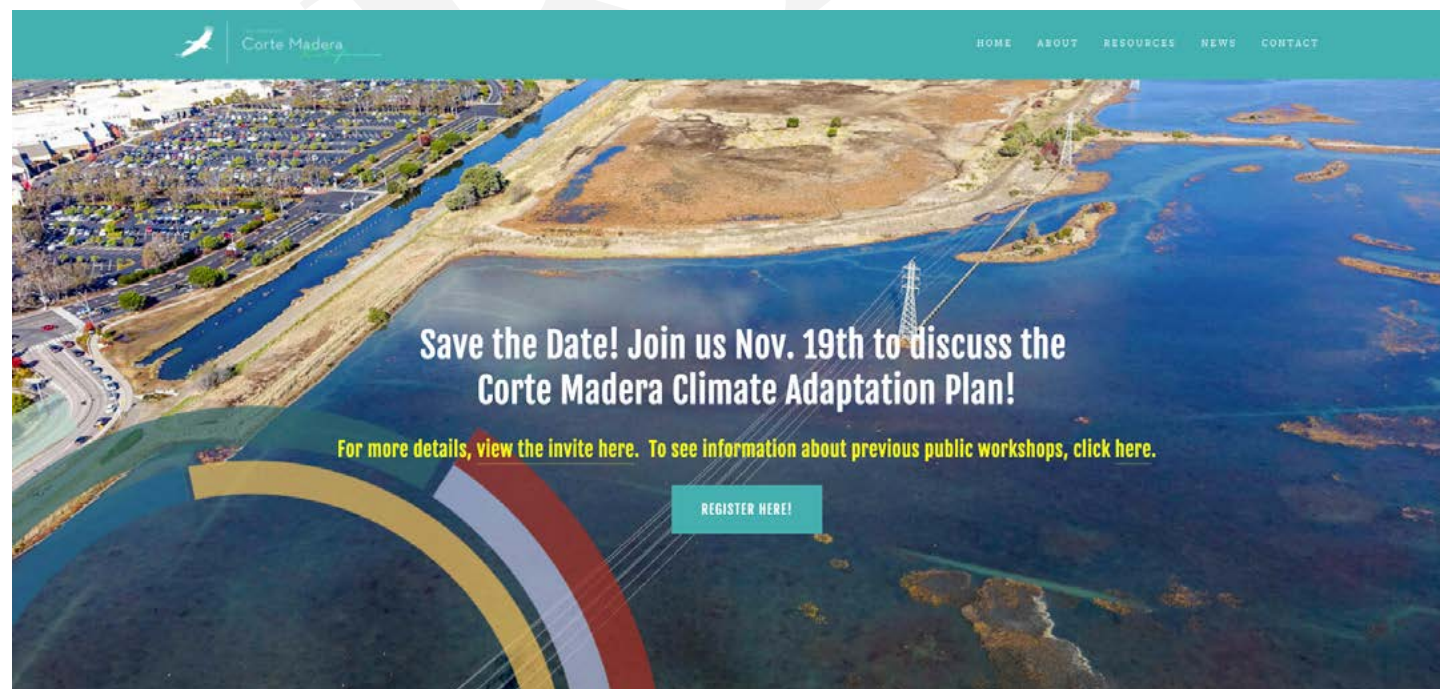 Corte Madera
HOME ABOUT RESOURCES NEWS CONTACT
Save the Date! Join us Nov. 19th to discuss the
Corte Madera Climate Adaptation Plan!
For more details, view the invite here. To see information about previous public workshops, click here.
REGISTER HERE!